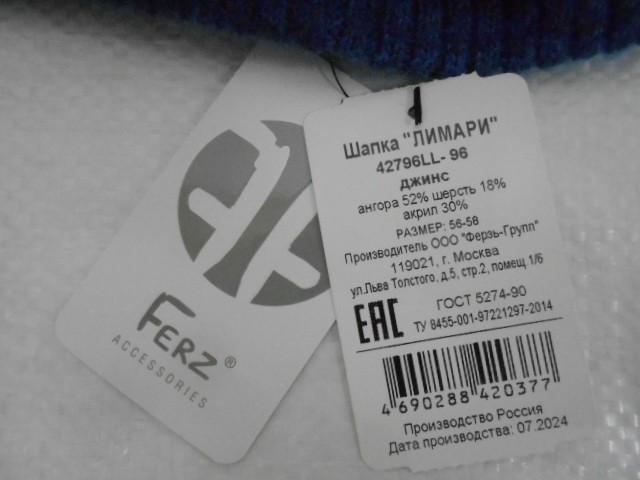 Шапка "ЛИМАРИ"
42796LL- 96
джинс
ангора 52% шерсть 18%
акрил 30%
РАЗМЕР: 56-58
Производитель ООО "Ферзь-Групп"
119021, г. Москва
ул.Льва Толстого, д.5, стр.2, помещ 1/6
EAC
ГОСТ 5274-90
ТУ 8455-001-97221297-2014
4 690288 420377
Производство Россия
Дата производства: 07.2024
FERZ®
ACCESSORIES